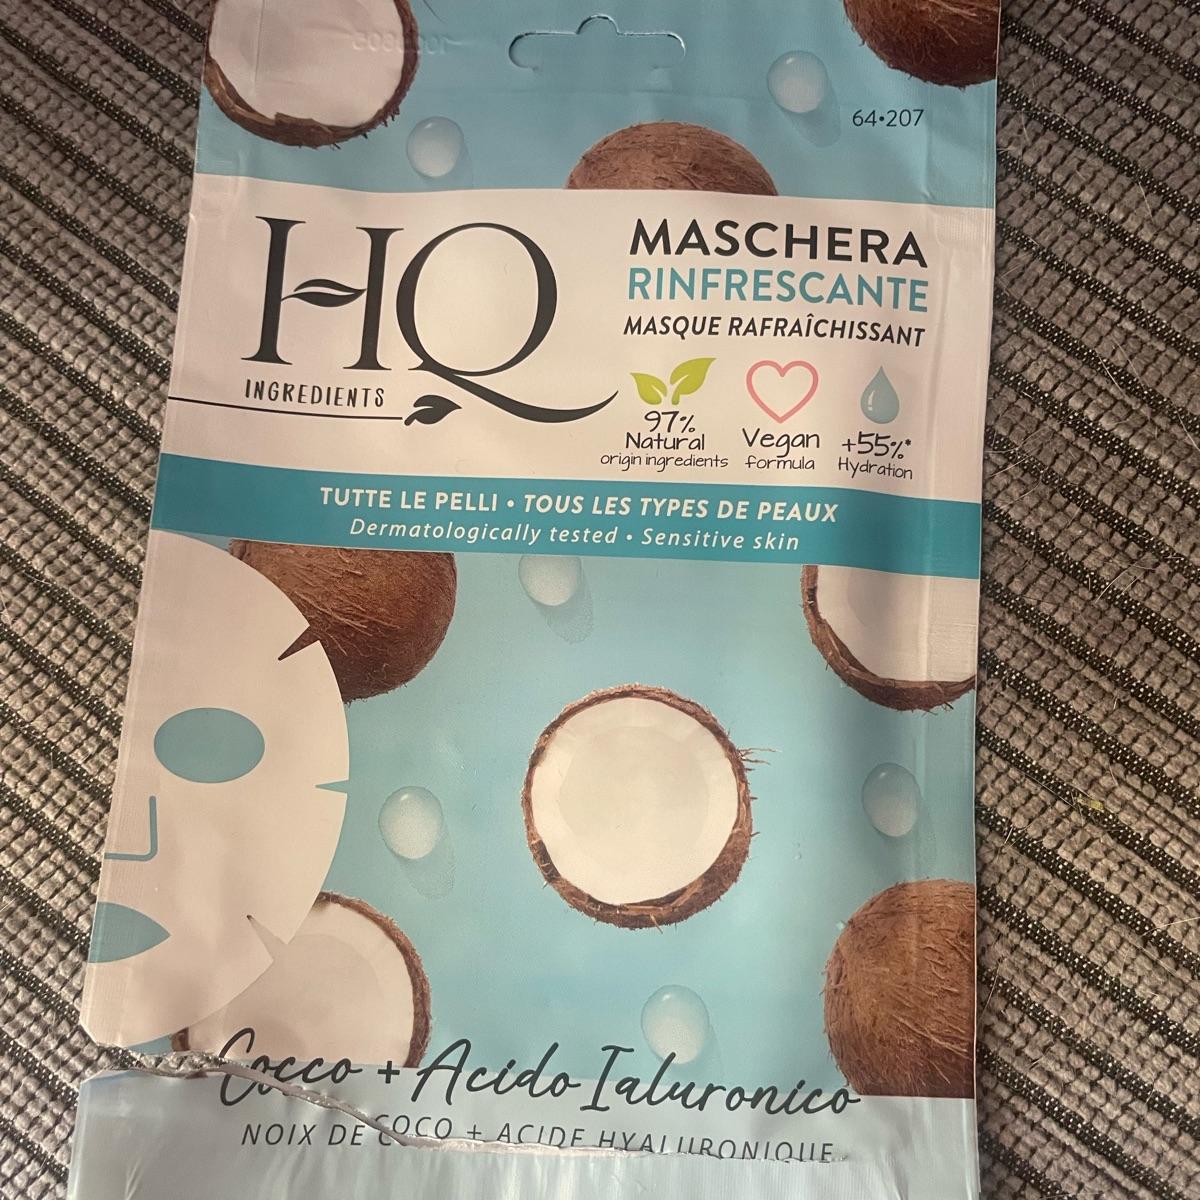 64•207
HQ
INGREDIENTS
MASCHERA
RINFRESCANTE
MASQUE RAFRAÎCHISSANT
97%
Natural
origin ingredients
Vegan
formula
+55%*
Hydration
TUTTE LE PELLI • TOUS LES TYPES DE PEAUX
Dermatologically tested • Sensitive skin
Cocco + Acido Ialuronico
NOIX DE COCO + ACIDE HYALURONIQUE